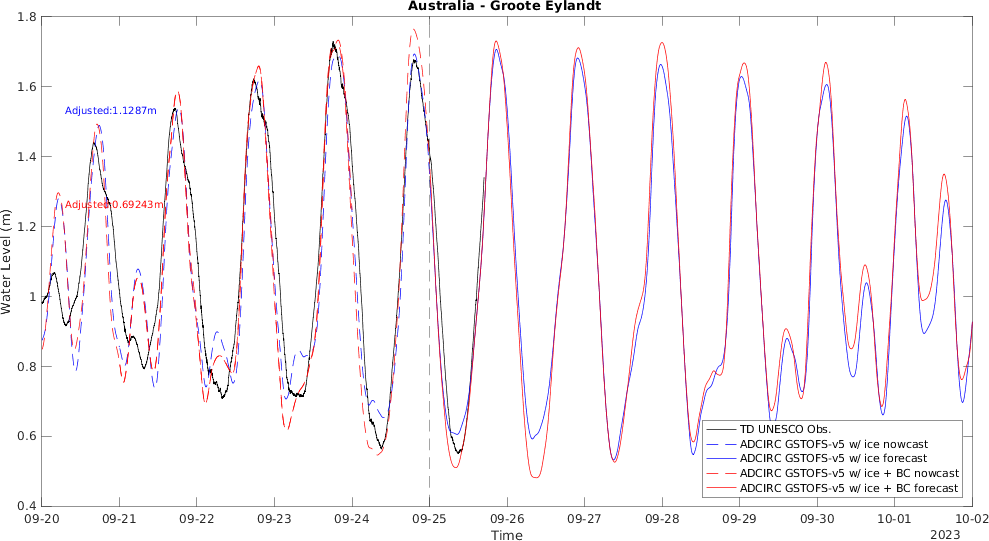 Australia - Groote Eylandt
1.8
1.6
1.4
1.2
1
0.8
0.6
0.4
Water Level (m)
Adjusted:1.1287m
Adjusted:0.69243m
TD UNESCO Obs.
ADCIRC GSTOFS-v5 w/ ice nowcast
ADCIRC GSTOFS-v5 w/ ice forecast
ADCIRC GSTOFS-v5 w/ ice + BC nowcast
ADCIRC GSTOFS-v5 w/ ice + BC forecast
09-20 09-21 09-22 09-23 09-24 09-25 09-26 09-27 09-28 09-29 09-30 10-01 10-02
Time
2023